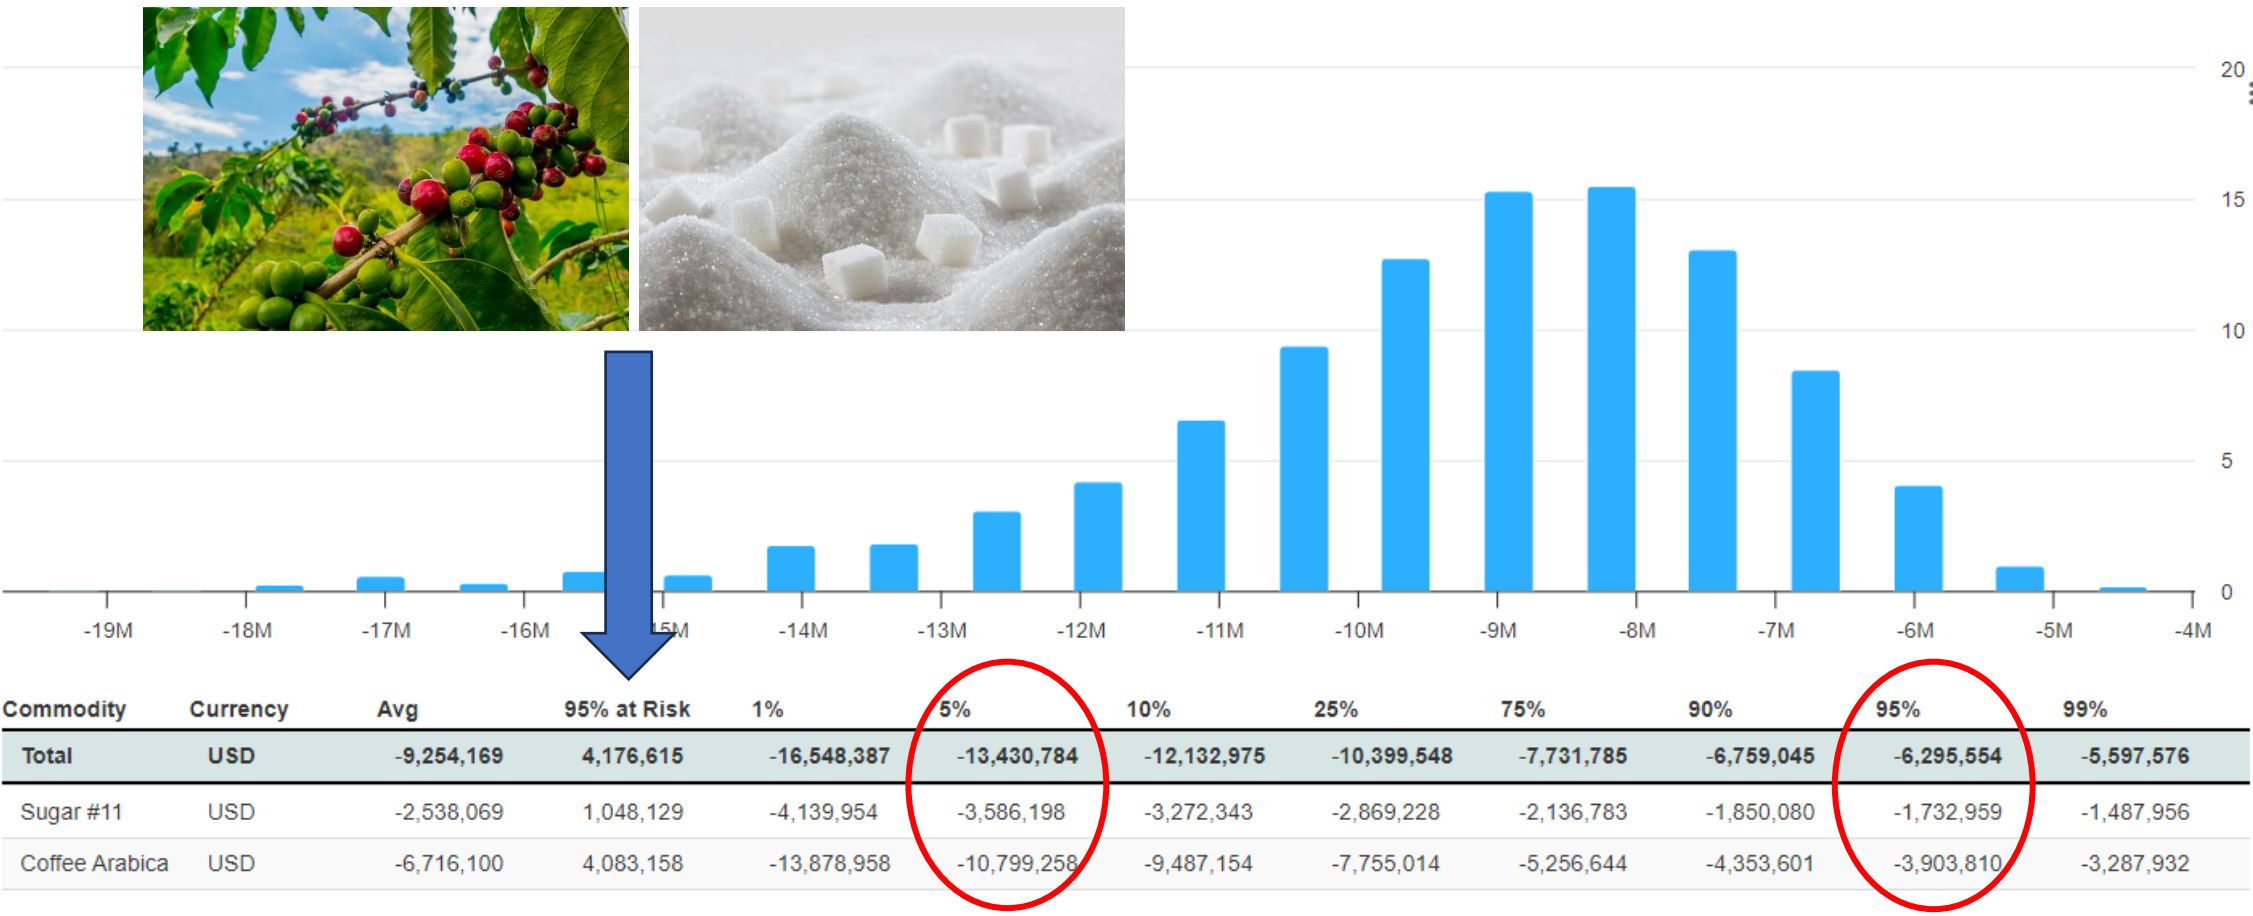 20
15
10
5
0
-19M -18M -17M -16M 15M -14M -13M -12M -11M -10M -9M -8M -7M -6M -5M -4M
Commodity Currency Avg 95% at Risk 1% 5% 10% 25% 75% 90% 95% 99%
Total USD -9,254,169 4,176,615 -16,548,387 -13,430,784 -12,132,975 -10,399,548 -7,731,785 -6,759,045 -6,295,554 -5,597,576
Sugar #11 USD -2,538,069 1,048,129 -4,139,954 -3,586,198 -3,272,343 -2,869,228 -2,136,783 -1,850,080 -1,732,959 -1,487,956
Coffee Arabica USD -6,716,100 4,083,158 -13,878,958 -10,799,258 -9,487,154 -7,755,014 -5,256,644 -4,353,601 -3,903,810 -3,287,932